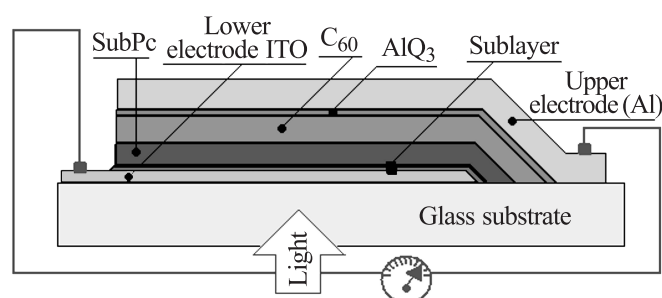 SubPc
Lower
electrode ITO
C60
AlQ3
Sublayer
Upper
electrode (Al)
Glass substrate
Light